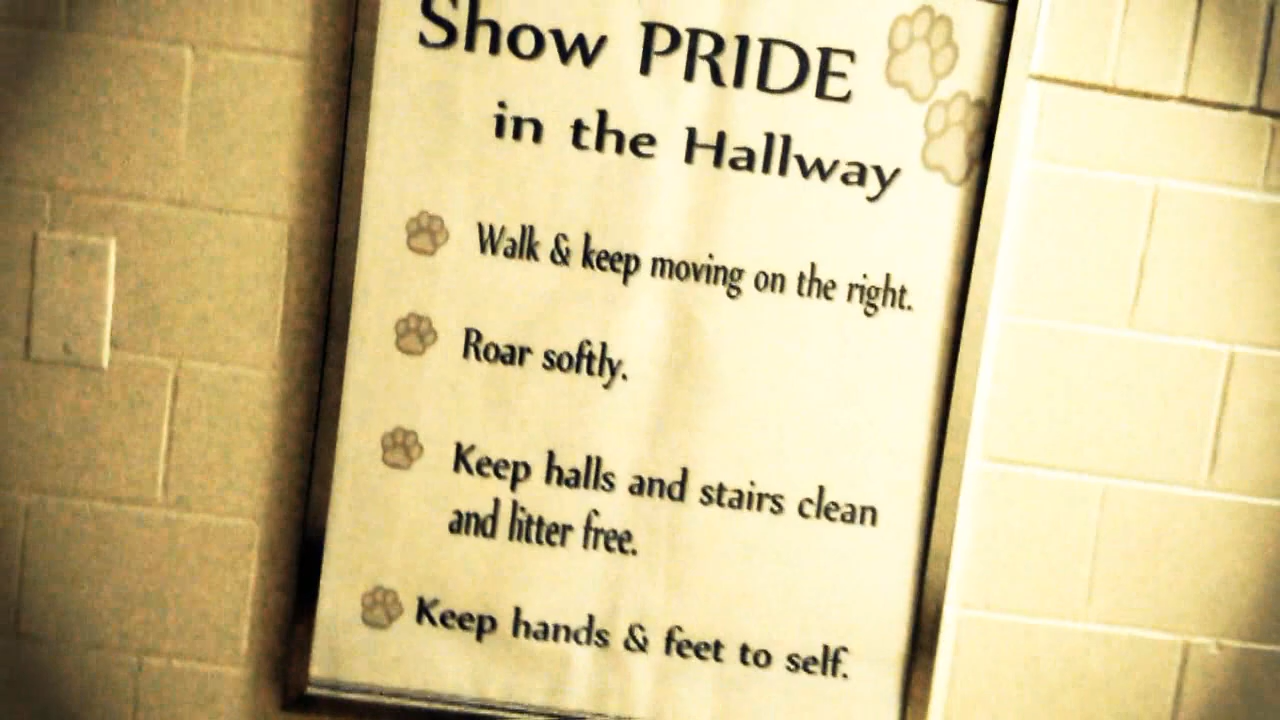 Show PRIDE
in the Hallway
Walk & keep moving on the right.
Roar softly.
Keep halls and stairs clean
and litter free.
Keep hands & feet to self.